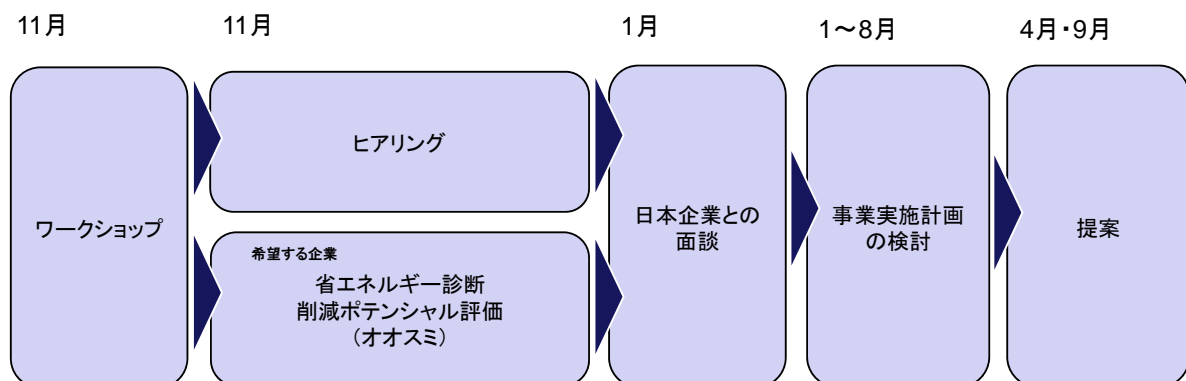 11月
11月
1月
1～8月
4月・9月
ワークショップ
ヒアリング
希望する企業
省エネルギー診断
削減ポテンシャル評価
（オオスミ）
日本企業との
面談
事業実施計画
の検討
提案